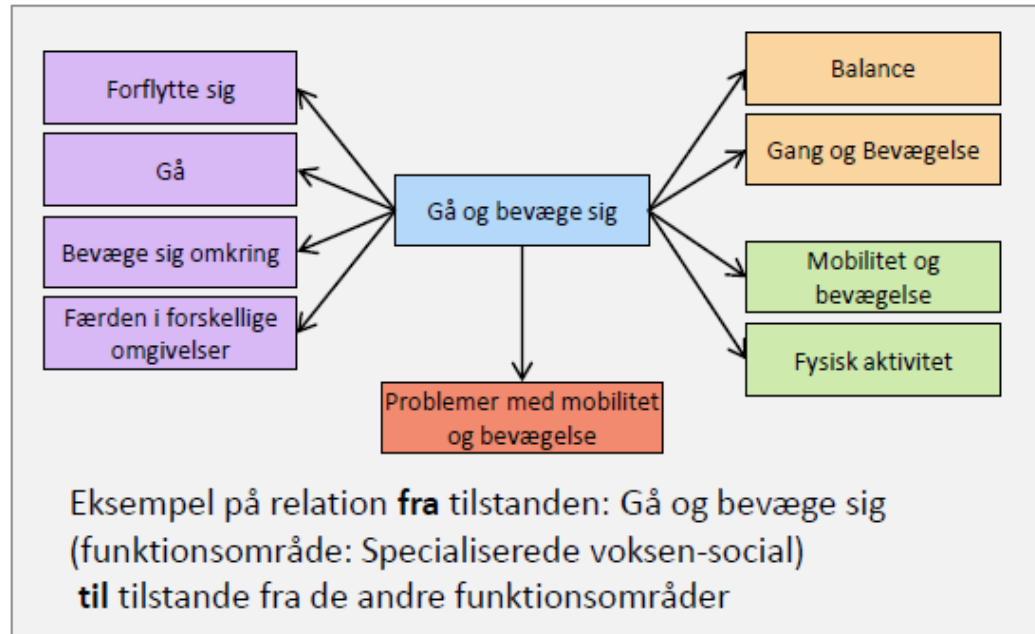 Forflytte sig
Gå
Bevæge sig omkring
Færden i forskellige
omgivelser
Gå og bevæge sig
Problemer med mobilitet
og bevægelse
Balance
Gang og Bevægelse
Mobilitet og
bevægelse
Fysisk aktivitet
Eksempel på relation fra tilstanden: Gå og bevæge sig
(funktionsområde: Specialiserede voksen-social)
til tilstande fra de andre funktionsområder